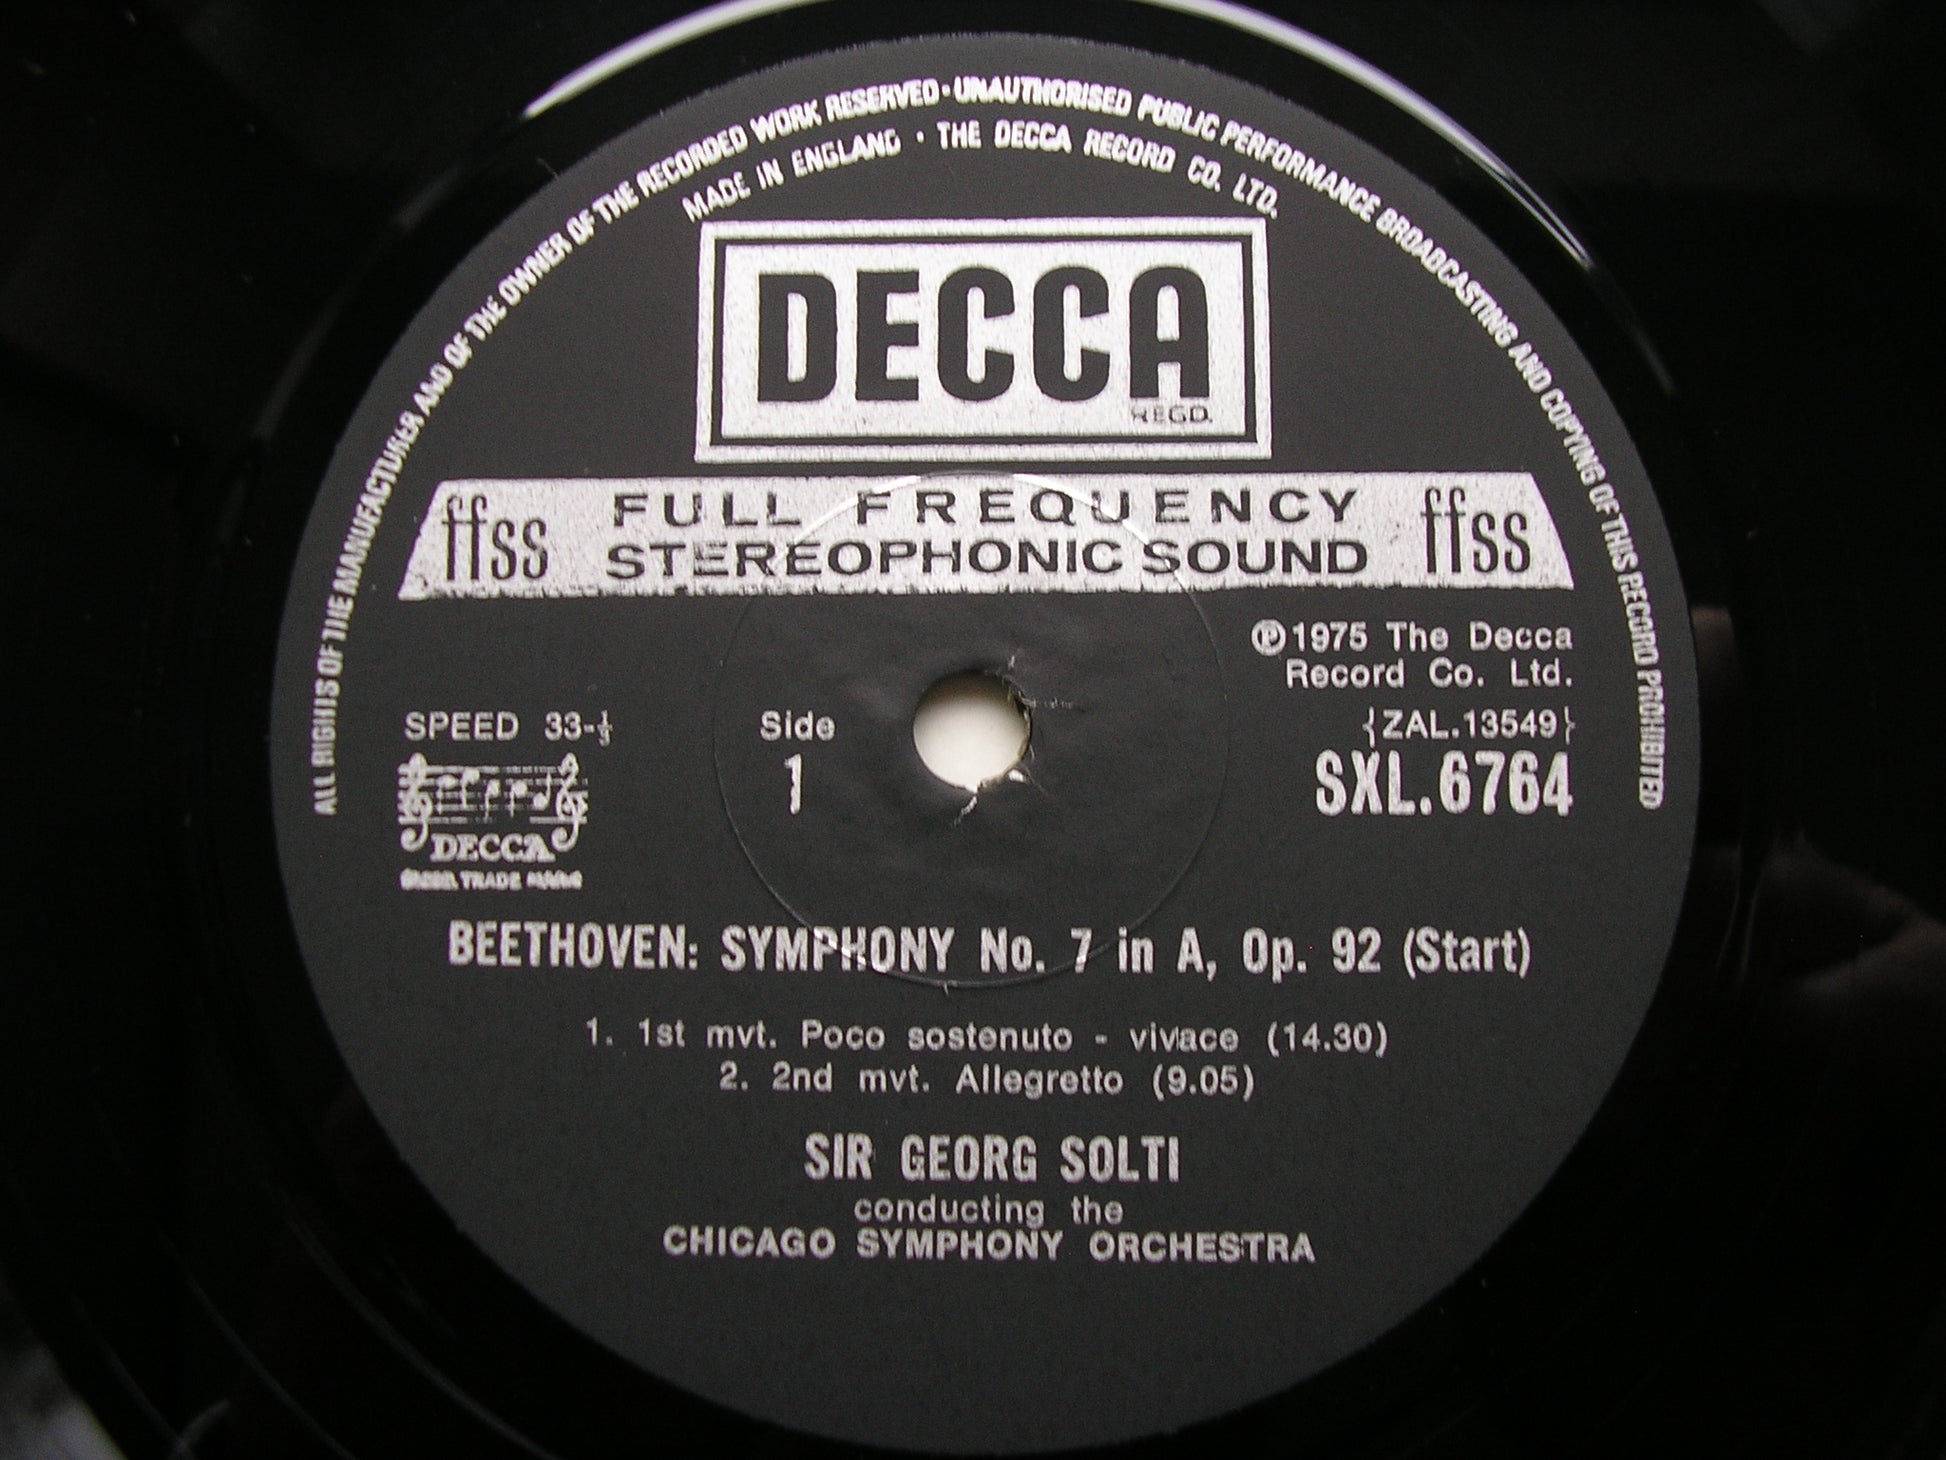 ALL RIGHTS OF THE MANUFACTURER AND OF THE OWNER OF THE RECORDED WORK RESERVED • UNAUTHORISED PUBLIC PERFORMANCE BROADCASTING AND COPYING OF THIS RECORD PROHIBITED
MADE IN ENGLAND • THE DECCA RECORD CO. LTD.
DECCA
REGD.
ffss FULL FREQUENCY ffss
STEREOPHONIC SOUND
℗1975 The Decca
Record Co. Ltd.
SPEED 33-⅓
Side
1
{ZAL.13549}
SXL.6764
DECCA
TRADE MARK
BEETHOVEN: SYMPHONY No. 7 in A, Op. 92 (Start)
1. 1st mvt. Poco sostenuto - vivace (14.30)
2. 2nd mvt. Allegretto (9.05)
SIR GEORG SOLTI
conducting the
CHICAGO SYMPHONY ORCHESTRA